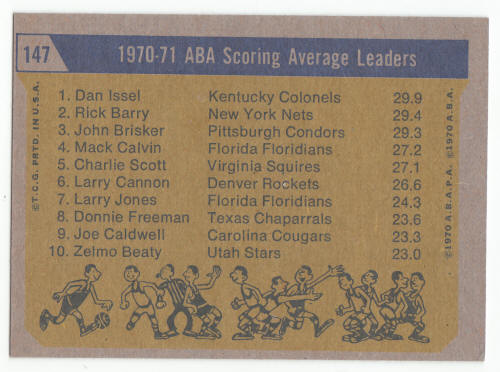 147
1970-71 ABA Scoring Average Leaders
1. Dan Issel Kentucky Colonels 29.9
2. Rick Barry New York Nets 29.4
3. John Brisker Pittsburgh Condors 29.3
4. Mack Calvin Florida Floridians 27.2
5. Charlie Scott Virginia Squires 27.1
6. Larry Cannon Denver Rockets 26.6
7. Larry Jones Florida Floridians 24.3
8. Donnie Freeman Texas Chaparrals 23.6
9. Joe Caldwell Carolina Cougars 23.3
10. Zelmo Beaty Utah Stars 23.0
©T.C.G. PRTD. IN U.S.A.
©1970 A.B.A.P.A. ©1970 A.B.A.